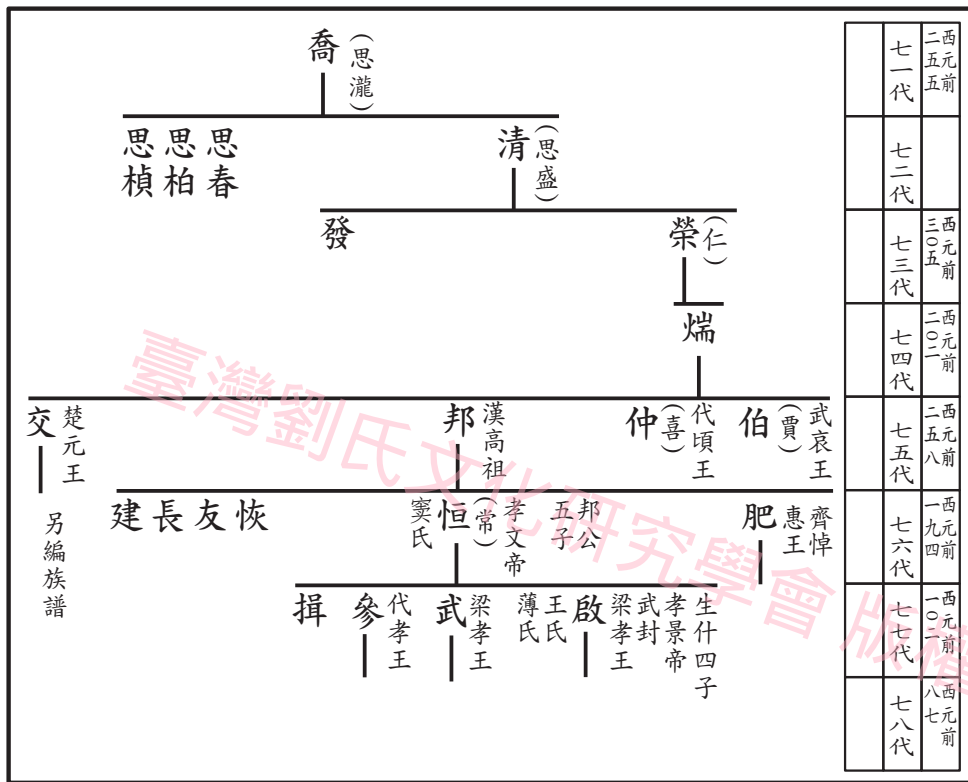 西元前二五五
七一代
七二代
西元前三〇五
七三代
西元前二〇二
七四代
西元前二五八
七五代
西元前一九四
七六代
西元前一〇一
七七代
西元前八七
七八代
喬
(思瀧)
清
(思盛)
思春
思柏
思楨
榮
(仁)
發
煓
武哀王
伯
(賈)
代頃王
仲
(喜)
漢高祖
邦
楚元王
交
另編族譜
齊悼惠王
肥
邦公五子
孝文帝
恒
(常)
竇氏
恢
友
長
建
生什四子
孝景帝
武封
梁孝王
啟
王氏
薄氏
梁孝王
武
代孝王
參
揖
臺灣劉氏文化研究學會 版權